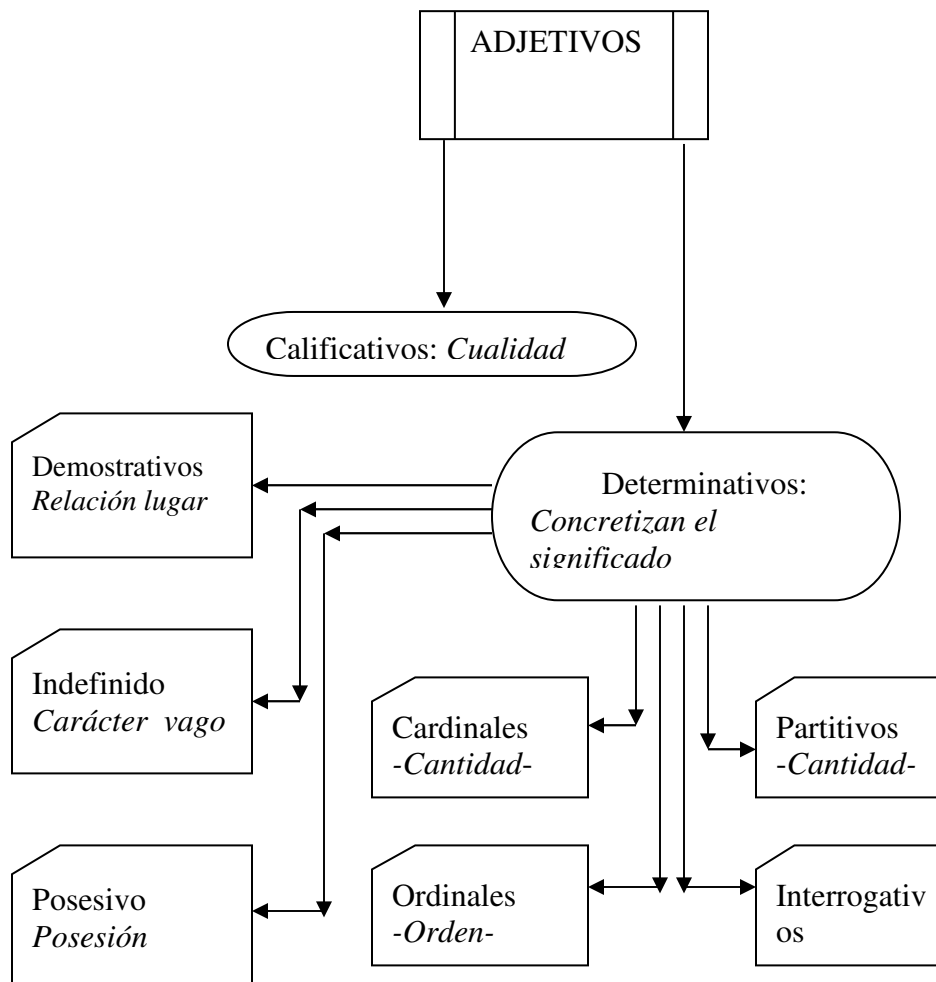 ADJETIVOS
Calificativos: Cualidad
Demostrativos
Relación lugar
Determinativos:
Concretizan el
significado
Indefinido
Carácter vago
Cardinales
-Cantidad-
Partitivos
-Cantidad-
Posesivo
Posesión
Ordinales
-Orden-
Interrogativ
os